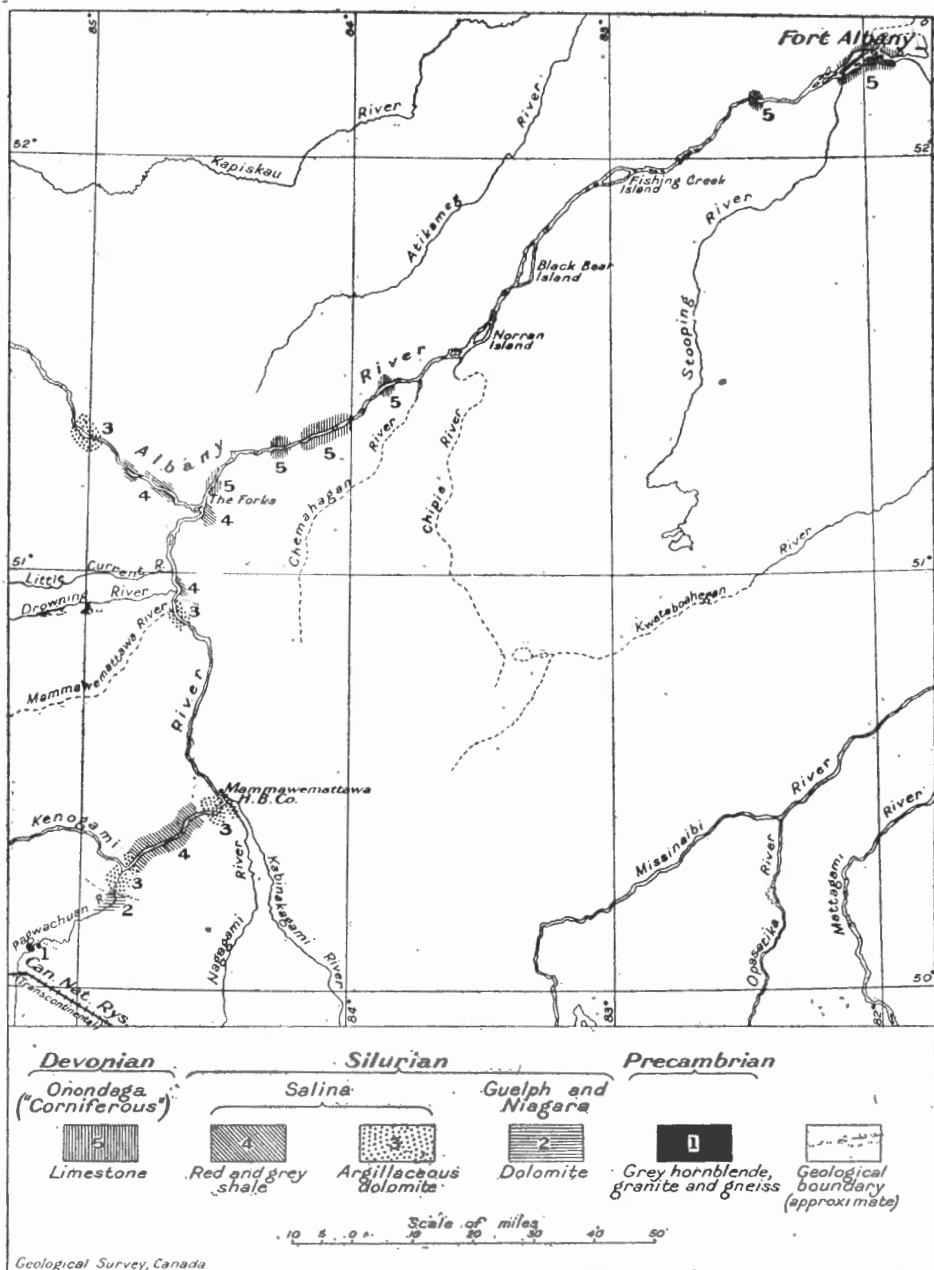 85°
84°
83°
Fort Albany
5
River
River
5
52°
52°
Kapiskau
Fishing Creek
Island
River
Atikameg
Black Bear
Island
Stooping
Norran
Island
River
5
3
Albany
River
River
5
5
4
5
The Forks
4
Chemahagan
Chipie
River
51°
51°
Little Current R.
4
Drowning River
3
Kwataboahegan
Mammawemattawa River
River
Mammawemattawa
H.B.Co.
River
River
Kenogami
3
4
River
Missinaibi
River
3
Kabinakagami
Mattagami
2
Pagwachuan R.
1
Nagagami
River
Opasatika
Can. Nat. Rys.
(Transcontinental)
50°
84°
83°
82°
Devonian
Silurian
Precambrian
Onondaga
Salina
Guelph and
("Corniferous")
Niagara
5
4
3
2
1
Limestone
Red and grey
Argillaceous
Dolomite
Grey hornblende,
Geological
shale
dolomite
granite and gneiss
boundary
(approximate)
Scale of miles
10 5 0 10 20 30 40 50
Geological Survey, Canada